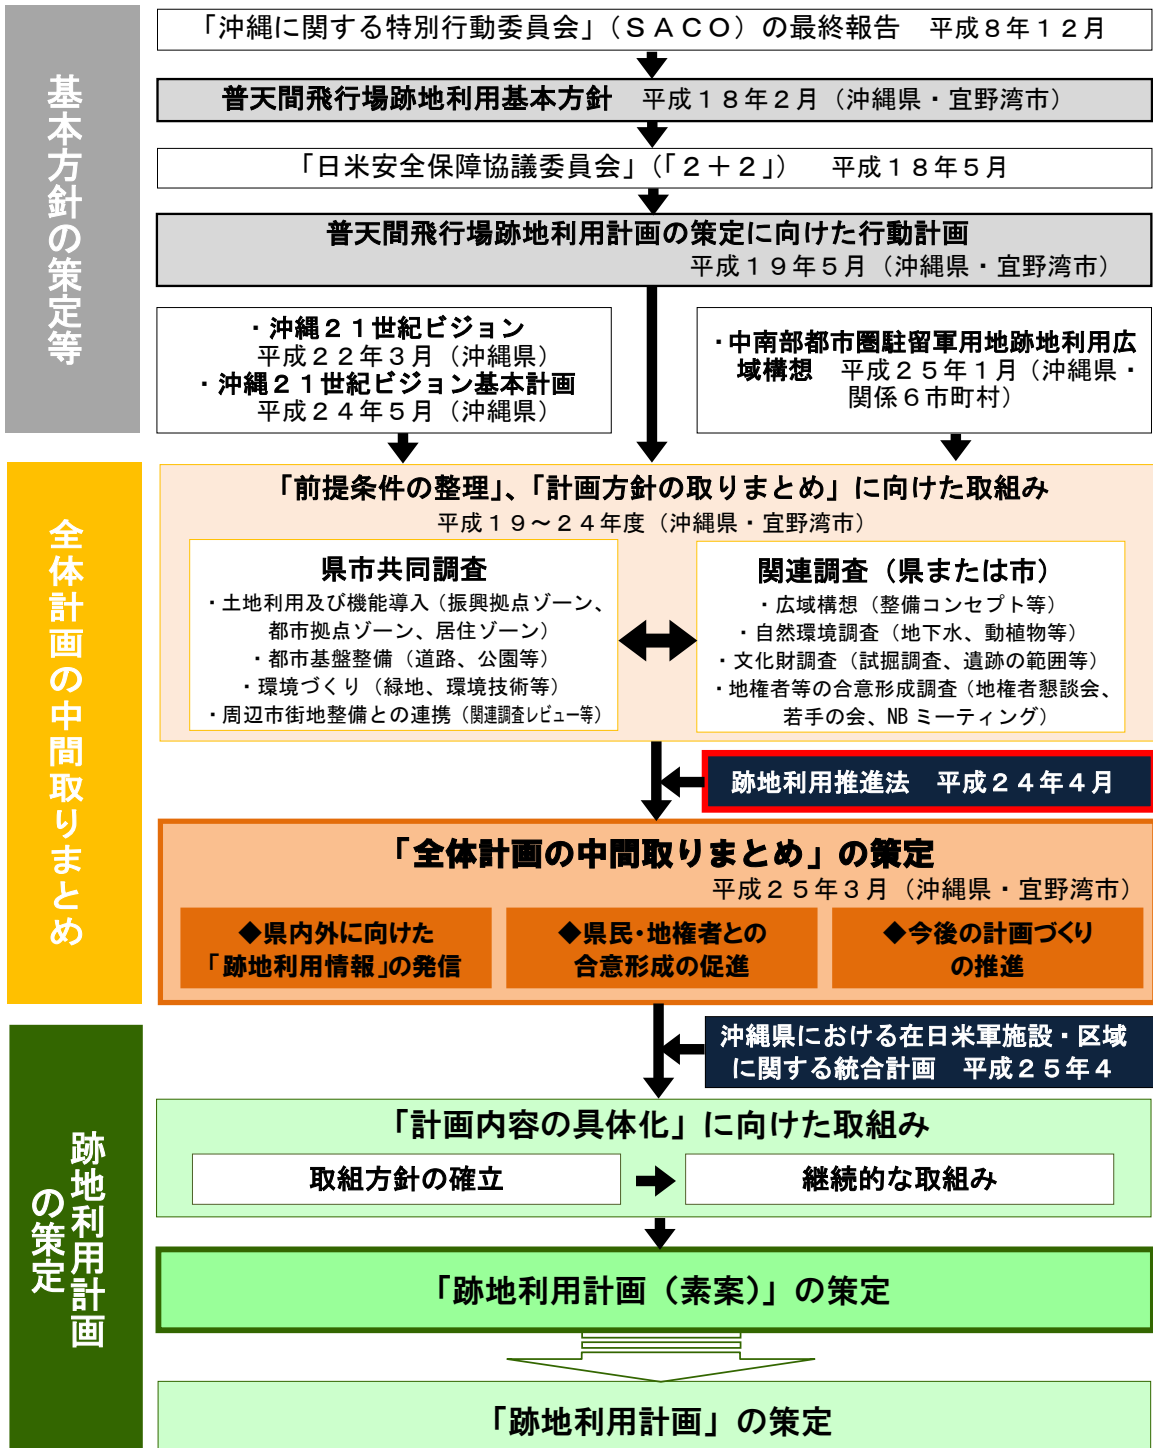 基本方針の策定等
「沖縄に関する特別行動委員会」（ＳＡＣＯ）の最終報告　平成８年１２月
普天間飛行場跡地利用基本方針　平成１８年２月（沖縄県・宜野湾市）
「日米安全保障協議委員会」（「２＋２」）　平成１８年５月
普天間飛行場跡地利用計画の策定に向けた行動計画
平成１９年５月（沖縄県・宜野湾市）
・沖縄２１世紀ビジョン
平成２２年３月（沖縄県）
・沖縄２１世紀ビジョン基本計画
平成２４年５月（沖縄県）
・中南部都市圏駐留軍用地跡地利用広
域構想　平成２５年１月（沖縄県・
関係６市町村）
全体計画の中間取りまとめ
「前提条件の整理」、「計画方針の取りまとめ」に向けた取組み
平成１９～２４年度（沖縄県・宜野湾市）
県市共同調査
・土地利用及び機能導入（振興拠点ゾーン、
都市拠点ゾーン、居住ゾーン）
・都市基盤整備（道路、公園等）
・環境づくり（緑地、環境技術等）
・周辺市街地整備との連携（関連調査レビュー等）
関連調査（県または市）
・広域構想（整備コンセプト等）
・自然環境調査（地下水、動植物等）
・文化財調査（試掘調査、遺跡の範囲等）
・地権者等の合意形成調査（地権者懇談会、
若手の会、NBミーティング）
跡地利用推進法　平成２４年４月
「全体計画の中間取りまとめ」の策定
平成２５年３月（沖縄県・宜野湾市）
◆県内外に向けた
「跡地利用情報」の発信
◆県民・地権者との
合意形成の促進
◆今後の計画づくり
の推進
沖縄県における在日米軍施設・区域
に関する統合計画　平成２５年４
跡地利用計画
の策定
「計画内容の具体化」に向けた取組み
取組方針の確立
継続的な取組み
「跡地利用計画（素案）」の策定
「跡地利用計画」の策定